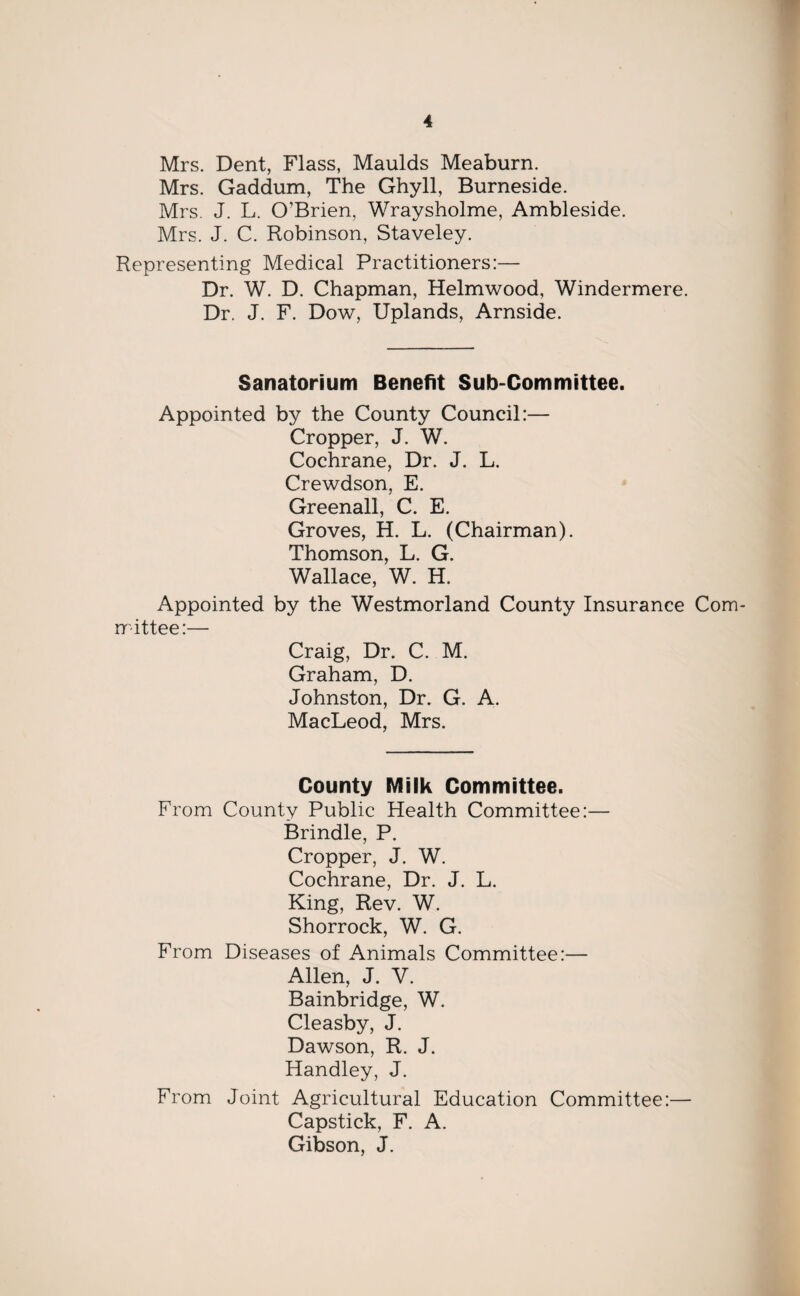 4
Mrs. Dent, Flass, Maulds Meaburn.
Mrs. Gaddum, The Ghyll, Burneside.
Mrs. J. L. O'Brien, Wraysholme, Ambleside.
Mrs. J. C. Robinson, Staveley.
Representing Medical Practitioners:—
Dr. W. D. Chapman, Helmwood, Windermere.
Dr. J. F. Dow, Uplands, Arnside.
Sanatorium Benefit Sub-Committee.
Appointed by the County Council:—
Cropper, J. W.
Cochrane, Dr. J. L.
Crewdson, E.
Greenall, C. E.
Groves, H. L. (Chairman).
Thomson, L. G.
Wallace, W. H.
Appointed by the Westmorland County Insurance Com-
mittee:—
Craig, Dr. C. M.
Graham, D.
Johnston, Dr. G. A.
MacLeod, Mrs.
County Milk Committee.
From County Public Health Committee:—
Brindle, P.
Cropper, J. W.
Cochrane, Dr. J. L.
King, Rev. W.
Shorrock, W. G.
From Diseases of Animals Committee:—
Allen, J. V.
Bainbridge, W.
Cleasby, J.
Dawson, R. J.
Handley, J.
From Joint Agricultural Education Committee:—
Capstick, F. A.
Gibson, J.